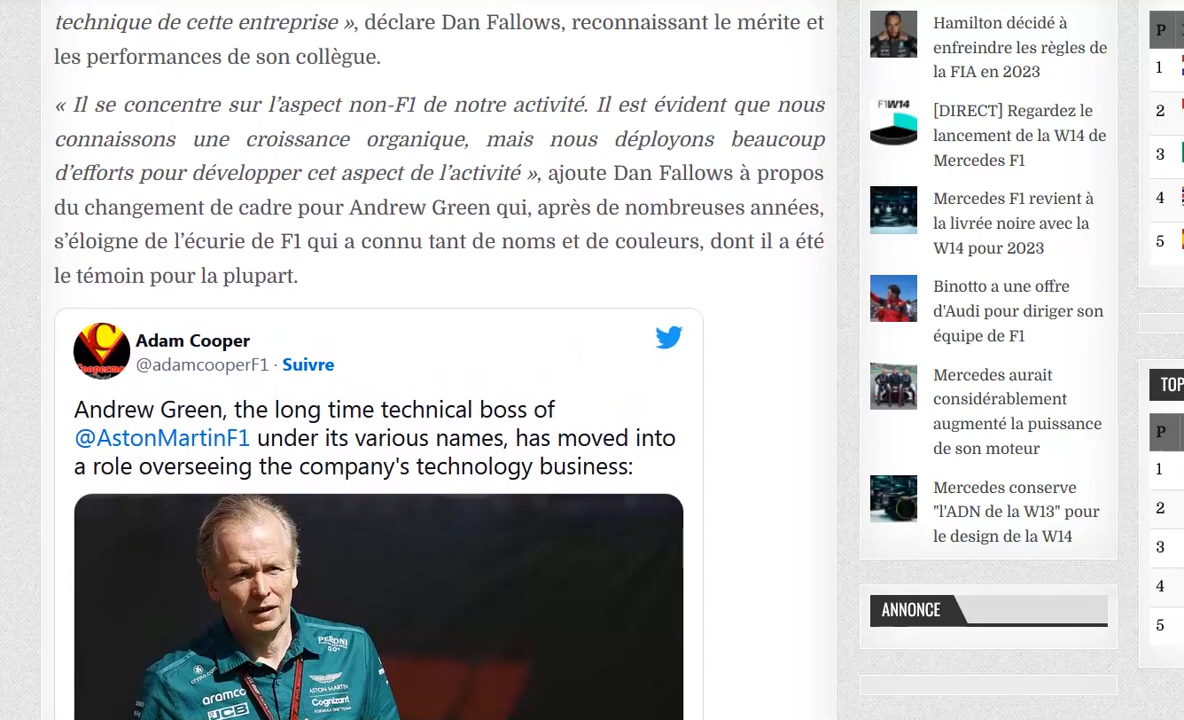 technique de cette entreprise », déclare Dan Fallows, reconnaissant le mérite et
les performances de son collègue.
« Il se concentre sur l’aspect non-F1 de notre activité. Il est évident que nous
connaissons une croissance organique, mais nous déployons beaucoup
d’efforts pour développer cet aspect de l’activité », ajoute Dan Fallows à propos
du changement de cadre pour Andrew Green qui, après de nombreuses années,
s’éloigne de l’écurie de F1 qui a connu tant de noms et de couleurs, dont il a été
le témoin pour la plupart.
Adam Cooper
@adamcooperF1 · Suivre
Andrew Green, the long time technical boss of
@AstonMartinF1 under its various names, has moved into
a role overseeing the company's technology business:
PERONI
0.0%
aramco
JCB
ASTON MARTIN
Cognizant
Hamilton décidé à
enfreindre les règles de
la FIA en 2023
F1W14
[DIRECT] Regardez le
lancement de la W14 de
Mercedes F1
Mercedes F1 revient à
la livrée noire avec la
W14 pour 2023
Binotto a une offre
d'Audi pour diriger son
équipe de F1
Mercedes aurait
considérablement
augmenté la puissance
de son moteur
Mercedes conserve
"l'ADN de la W13" pour
le design de la W14
ANNONCE
P
1
2
3
4
5
TOP
P
1
2
3
4
5